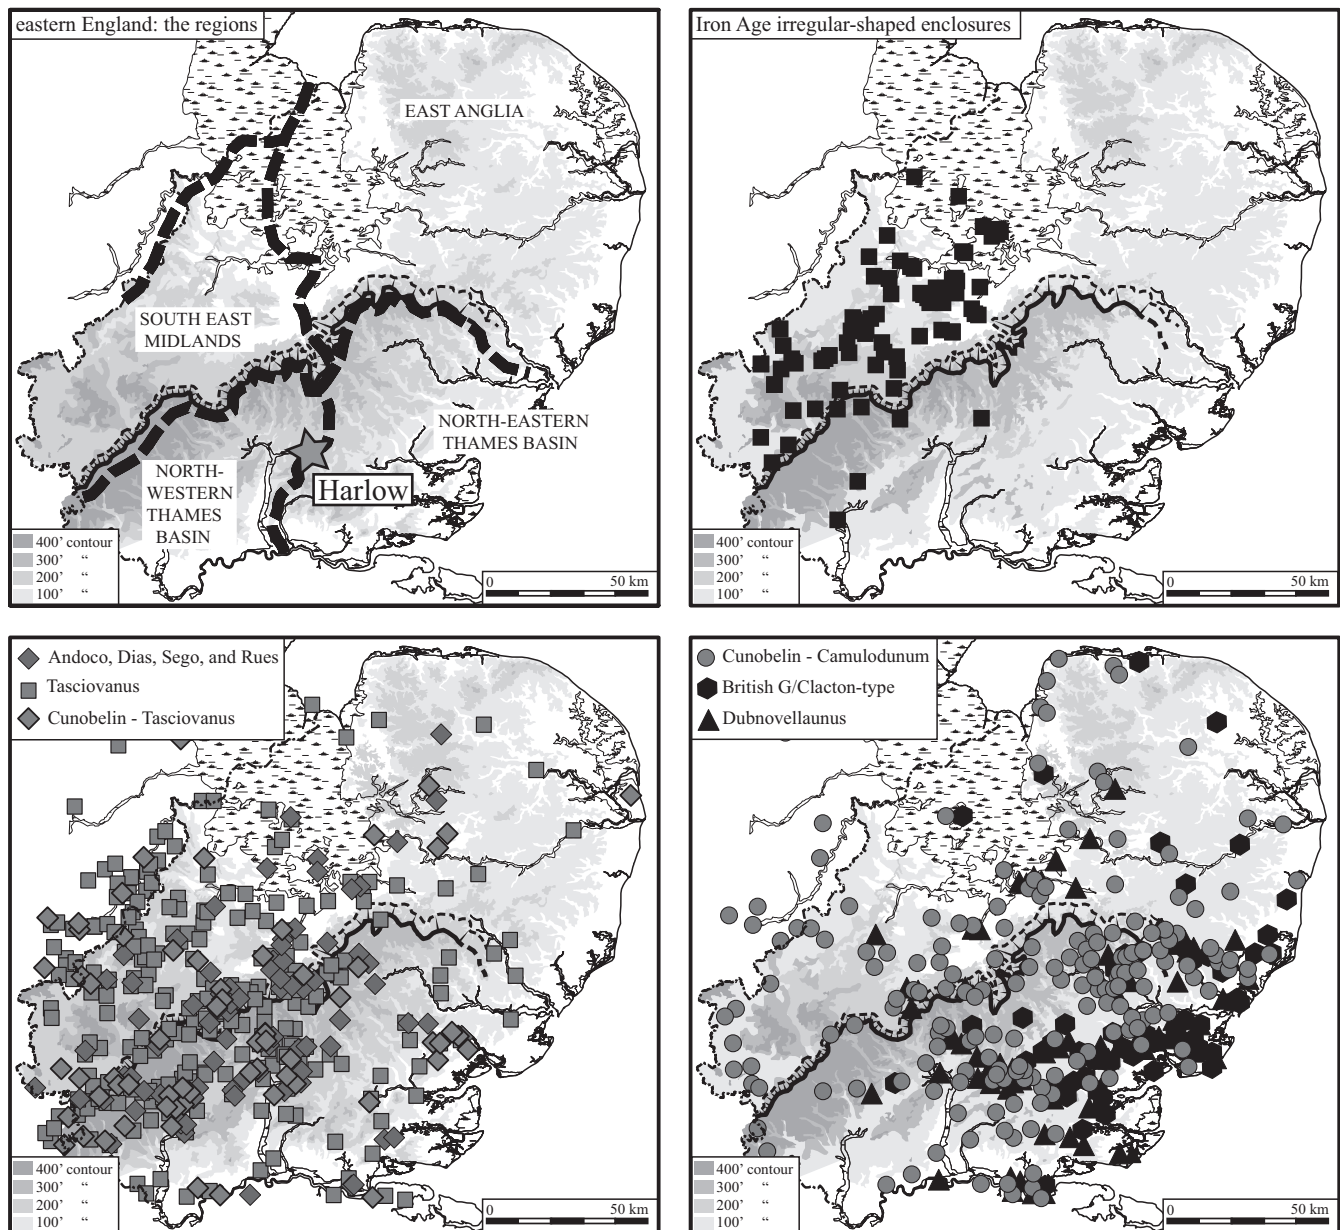 eastern England: the regions
EAST ANGLIA
SOUTH EAST
MIDLANDS
NORTH-EASTERN
THAMES BASIN
NORTH-
WESTERN
THAMES
BASIN
Harlow
400' contour
300' “
200' “
100' “
0 50 km
Iron Age irregular-shaped enclosures
400' contour
300' “
200' “
100' “
0 50 km
Andoco, Dias, Sego, and Rues
Tasciovanus
Cunobelin - Tasciovanus
400' contour
300' “
200' “
100' “
0 50 km
Cunobelin - Camulodunum
British G/Clacton-type
Dubnovellaunus
400' contour
300' “
200' “
100' “
0 50 km